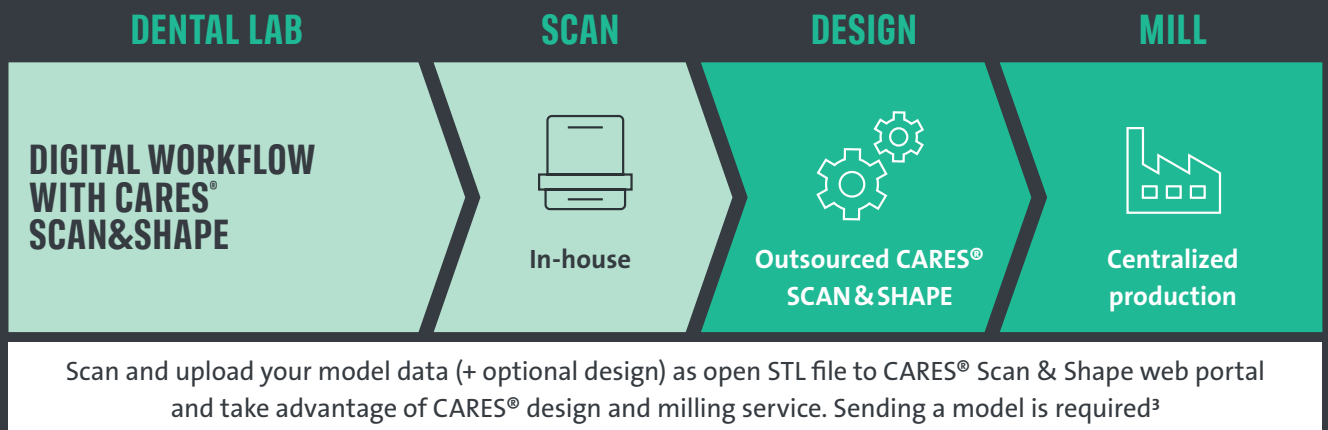 DENTAL LAB
SCAN
DESIGN
MILL
DIGITAL WORKFLOW
WITH CARES®
SCAN&SHAPE
In-house
Outsourced CARES®
SCAN & SHAPE
Centralized
production
Scan and upload your model data (+ optional design) as open STL file to CARES® Scan & Shape web portal
and take advantage of CARES® design and milling service. Sending a model is required³